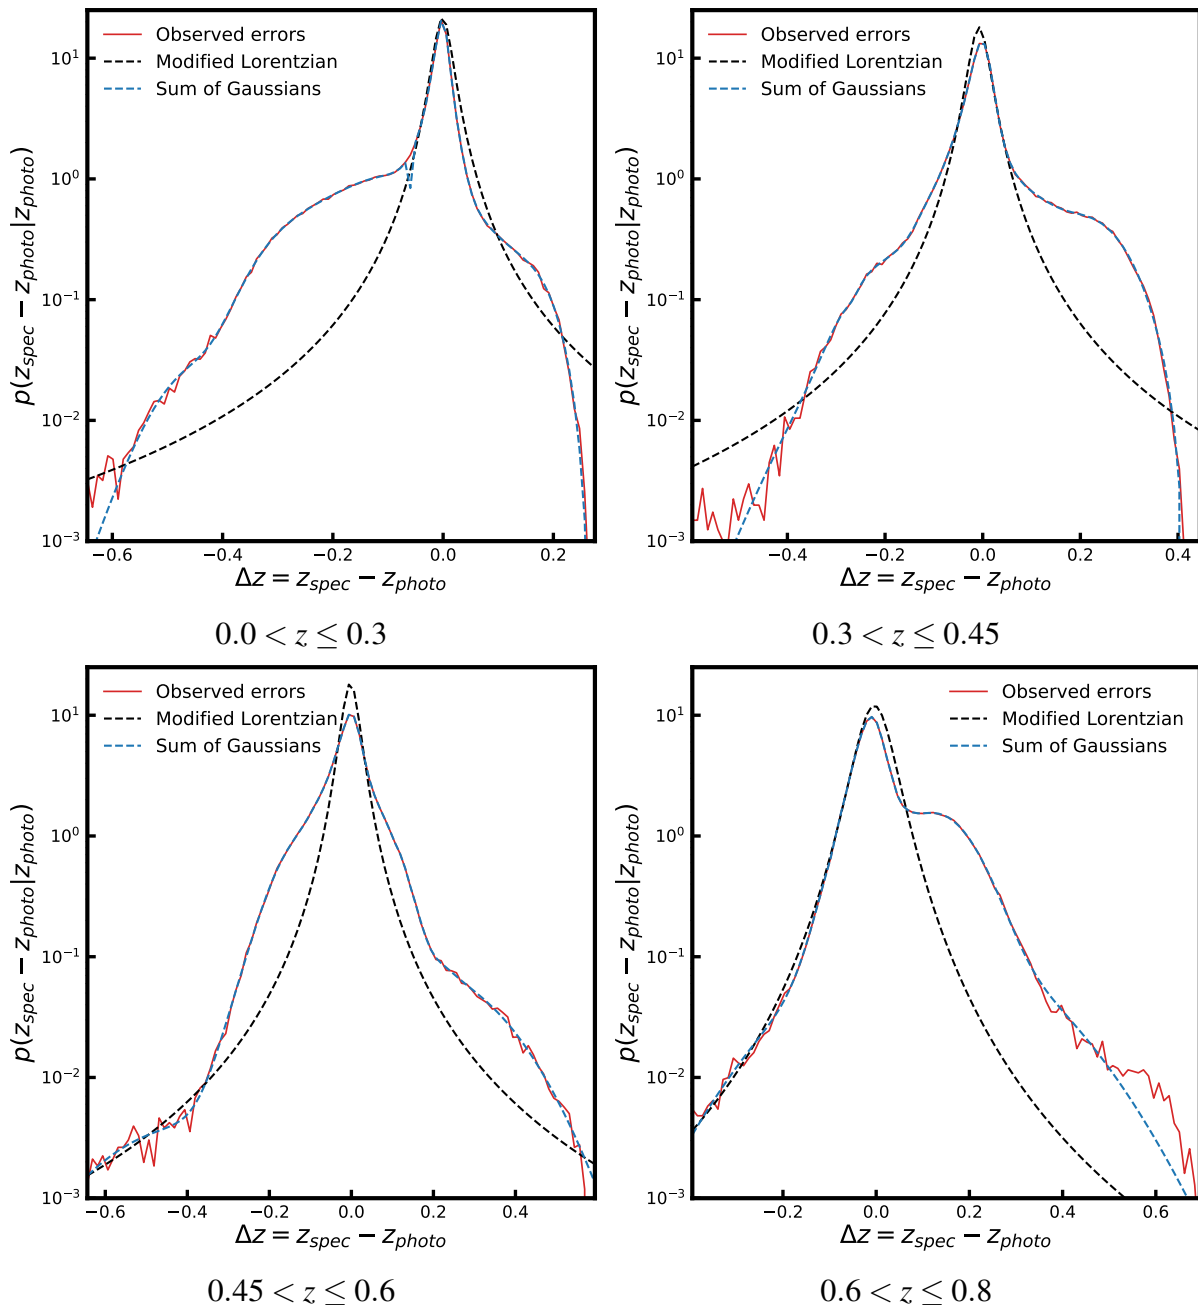 Observed errors
Modified Lorentzian
Sum of Gaussians
10¹
10⁰
10⁻¹
10⁻²
10⁻³
p(z_spec − z_photo|z_photo)
−0.6 −0.4 −0.2 0.0 0.2
Δz = z_spec − z_photo
0.0 < z ≤ 0.3
Observed errors
Modified Lorentzian
Sum of Gaussians
10¹
10⁰
10⁻¹
10⁻²
10⁻³
p(z_spec − z_photo|z_photo)
−0.4 −0.2 0.0 0.2 0.4
Δz = z_spec − z_photo
0.3 < z ≤ 0.45
Observed errors
Modified Lorentzian
Sum of Gaussians
10¹
10⁰
10⁻¹
10⁻²
10⁻³
p(z_spec − z_photo|z_photo)
−0.6 −0.4 −0.2 0.0 0.2 0.4
Δz = z_spec − z_photo
0.45 < z ≤ 0.6
Observed errors
Modified Lorentzian
Sum of Gaussians
10¹
10⁰
10⁻¹
10⁻²
10⁻³
p(z_spec − z_photo|z_photo)
−0.2 0.0 0.2 0.4 0.6
Δz = z_spec − z_photo
0.6 < z ≤ 0.8